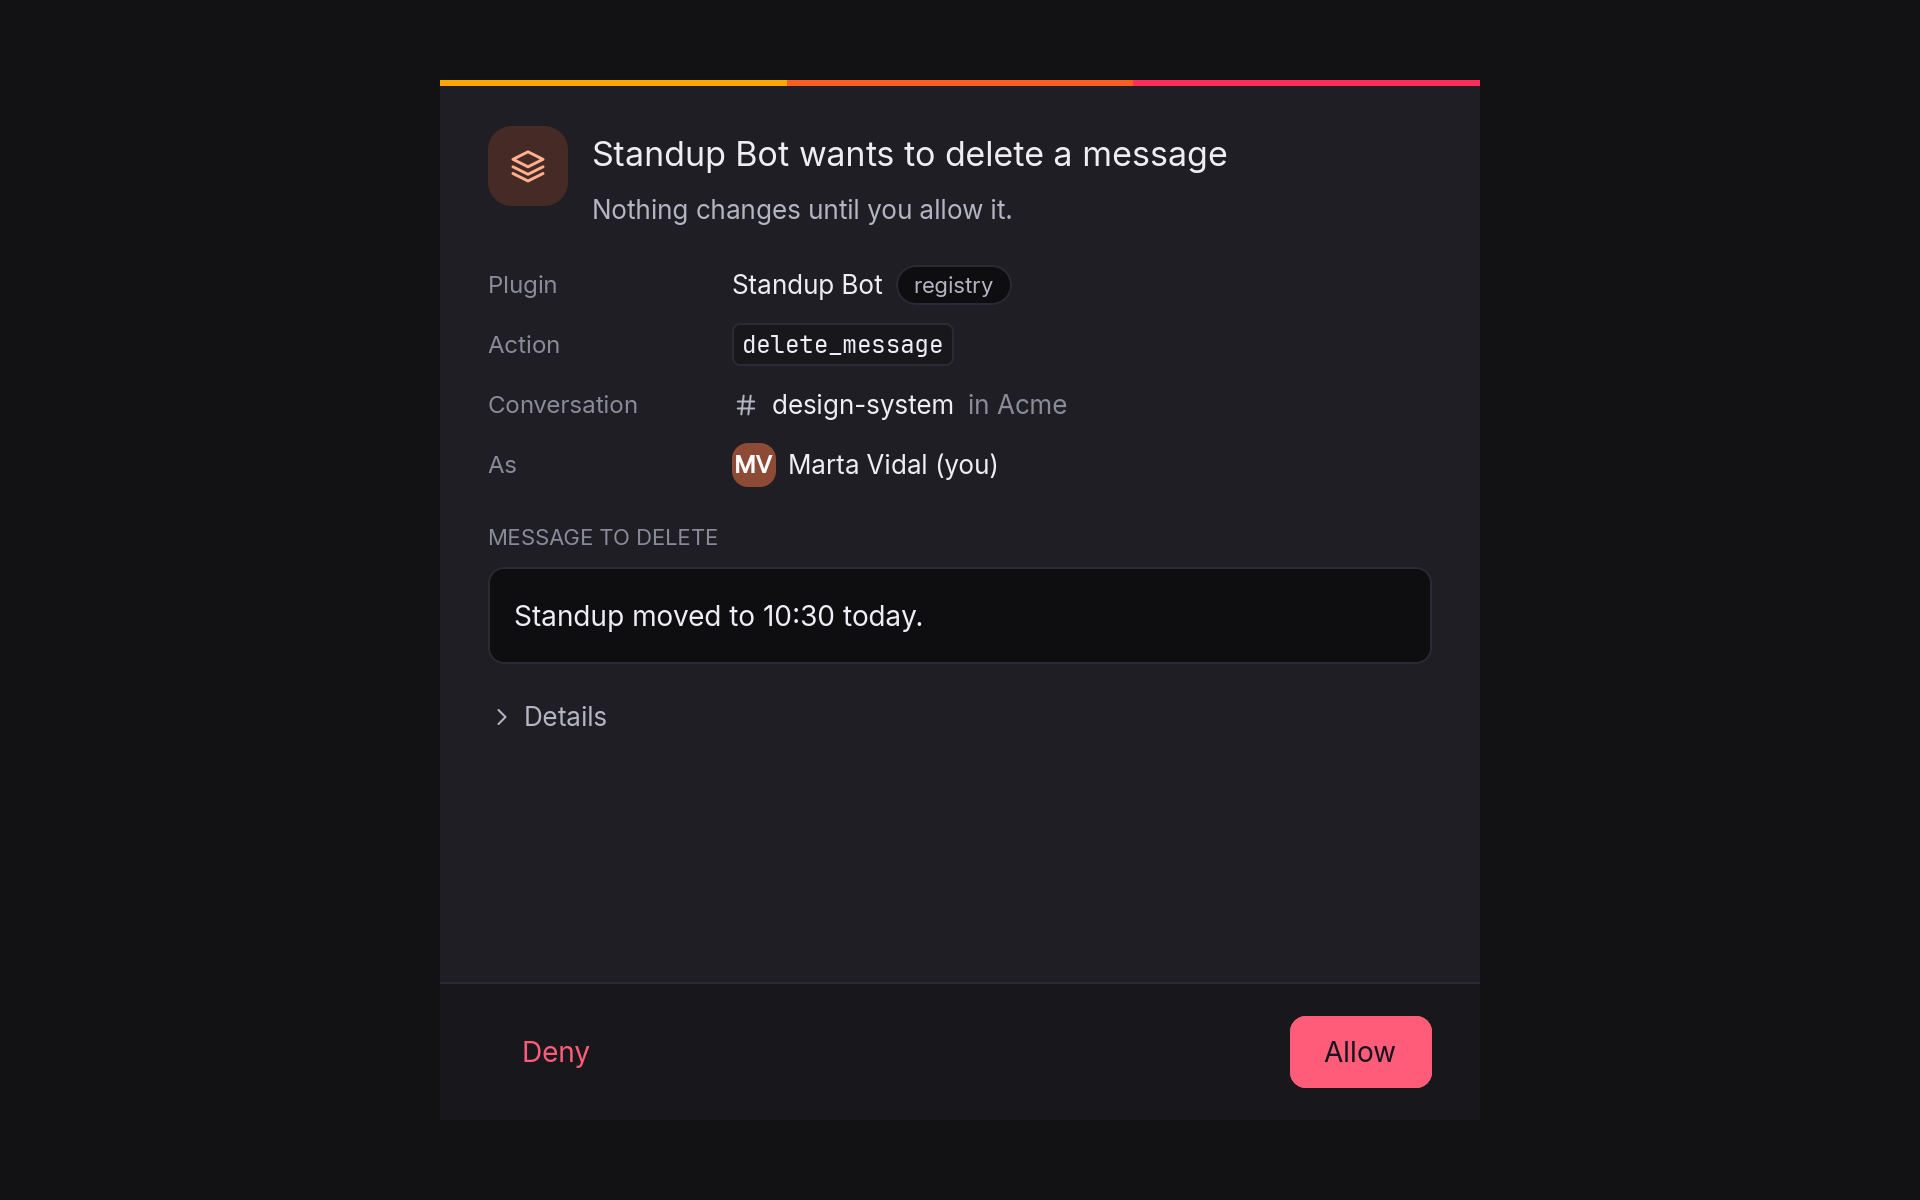 Standup Bot wants to delete a message
Nothing changes until you allow it.
Plugin Standup Bot registry
Action delete_message
Conversation # design-system in Acme
As MV Marta Vidal (you)
MESSAGE TO DELETE
Standup moved to 10:30 today.
Details
Deny Allow